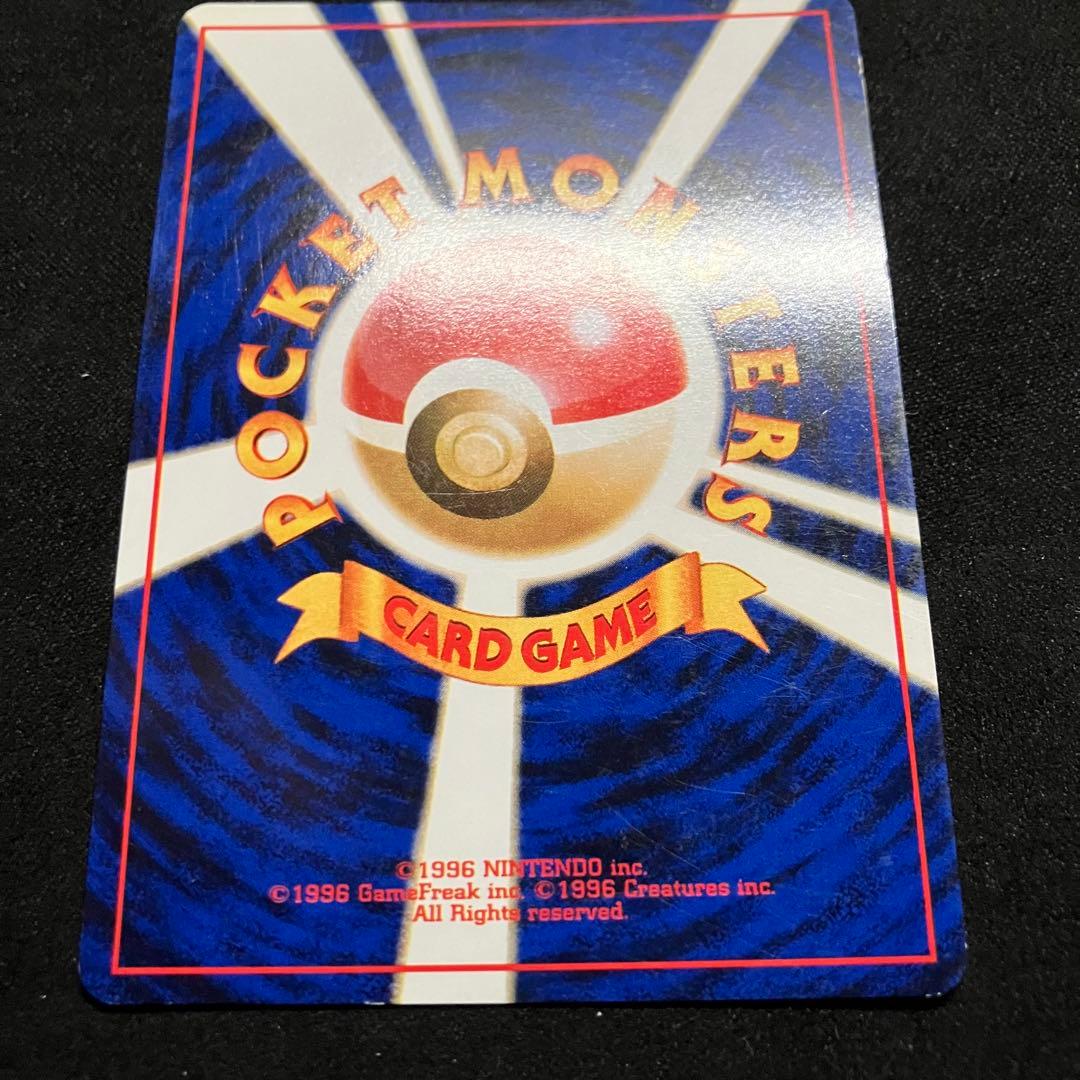 POCKET MONSTERS
CARD GAME
©1996 NINTENDO inc.
©1996 GameFreak inc. ©1996 Creatures inc.
All Rights reserved.